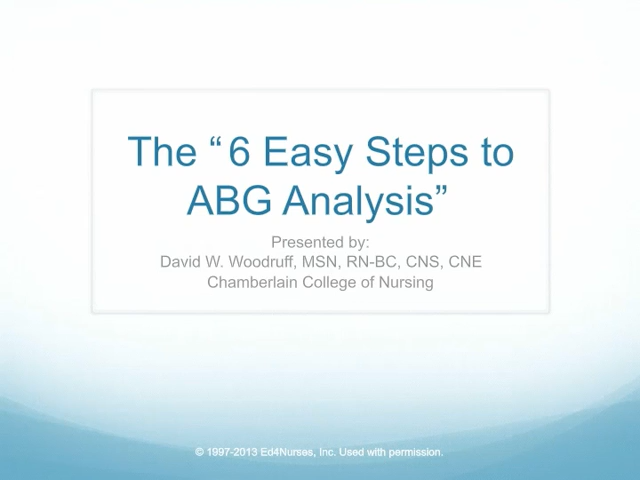 The “6 Easy Steps to
ABG Analysis”
Presented by:
David W. Woodruff, MSN, RN-BC, CNS, CNE
Chamberlain College of Nursing
© 1997-2013 Ed4Nurses, Inc. Used with permission.